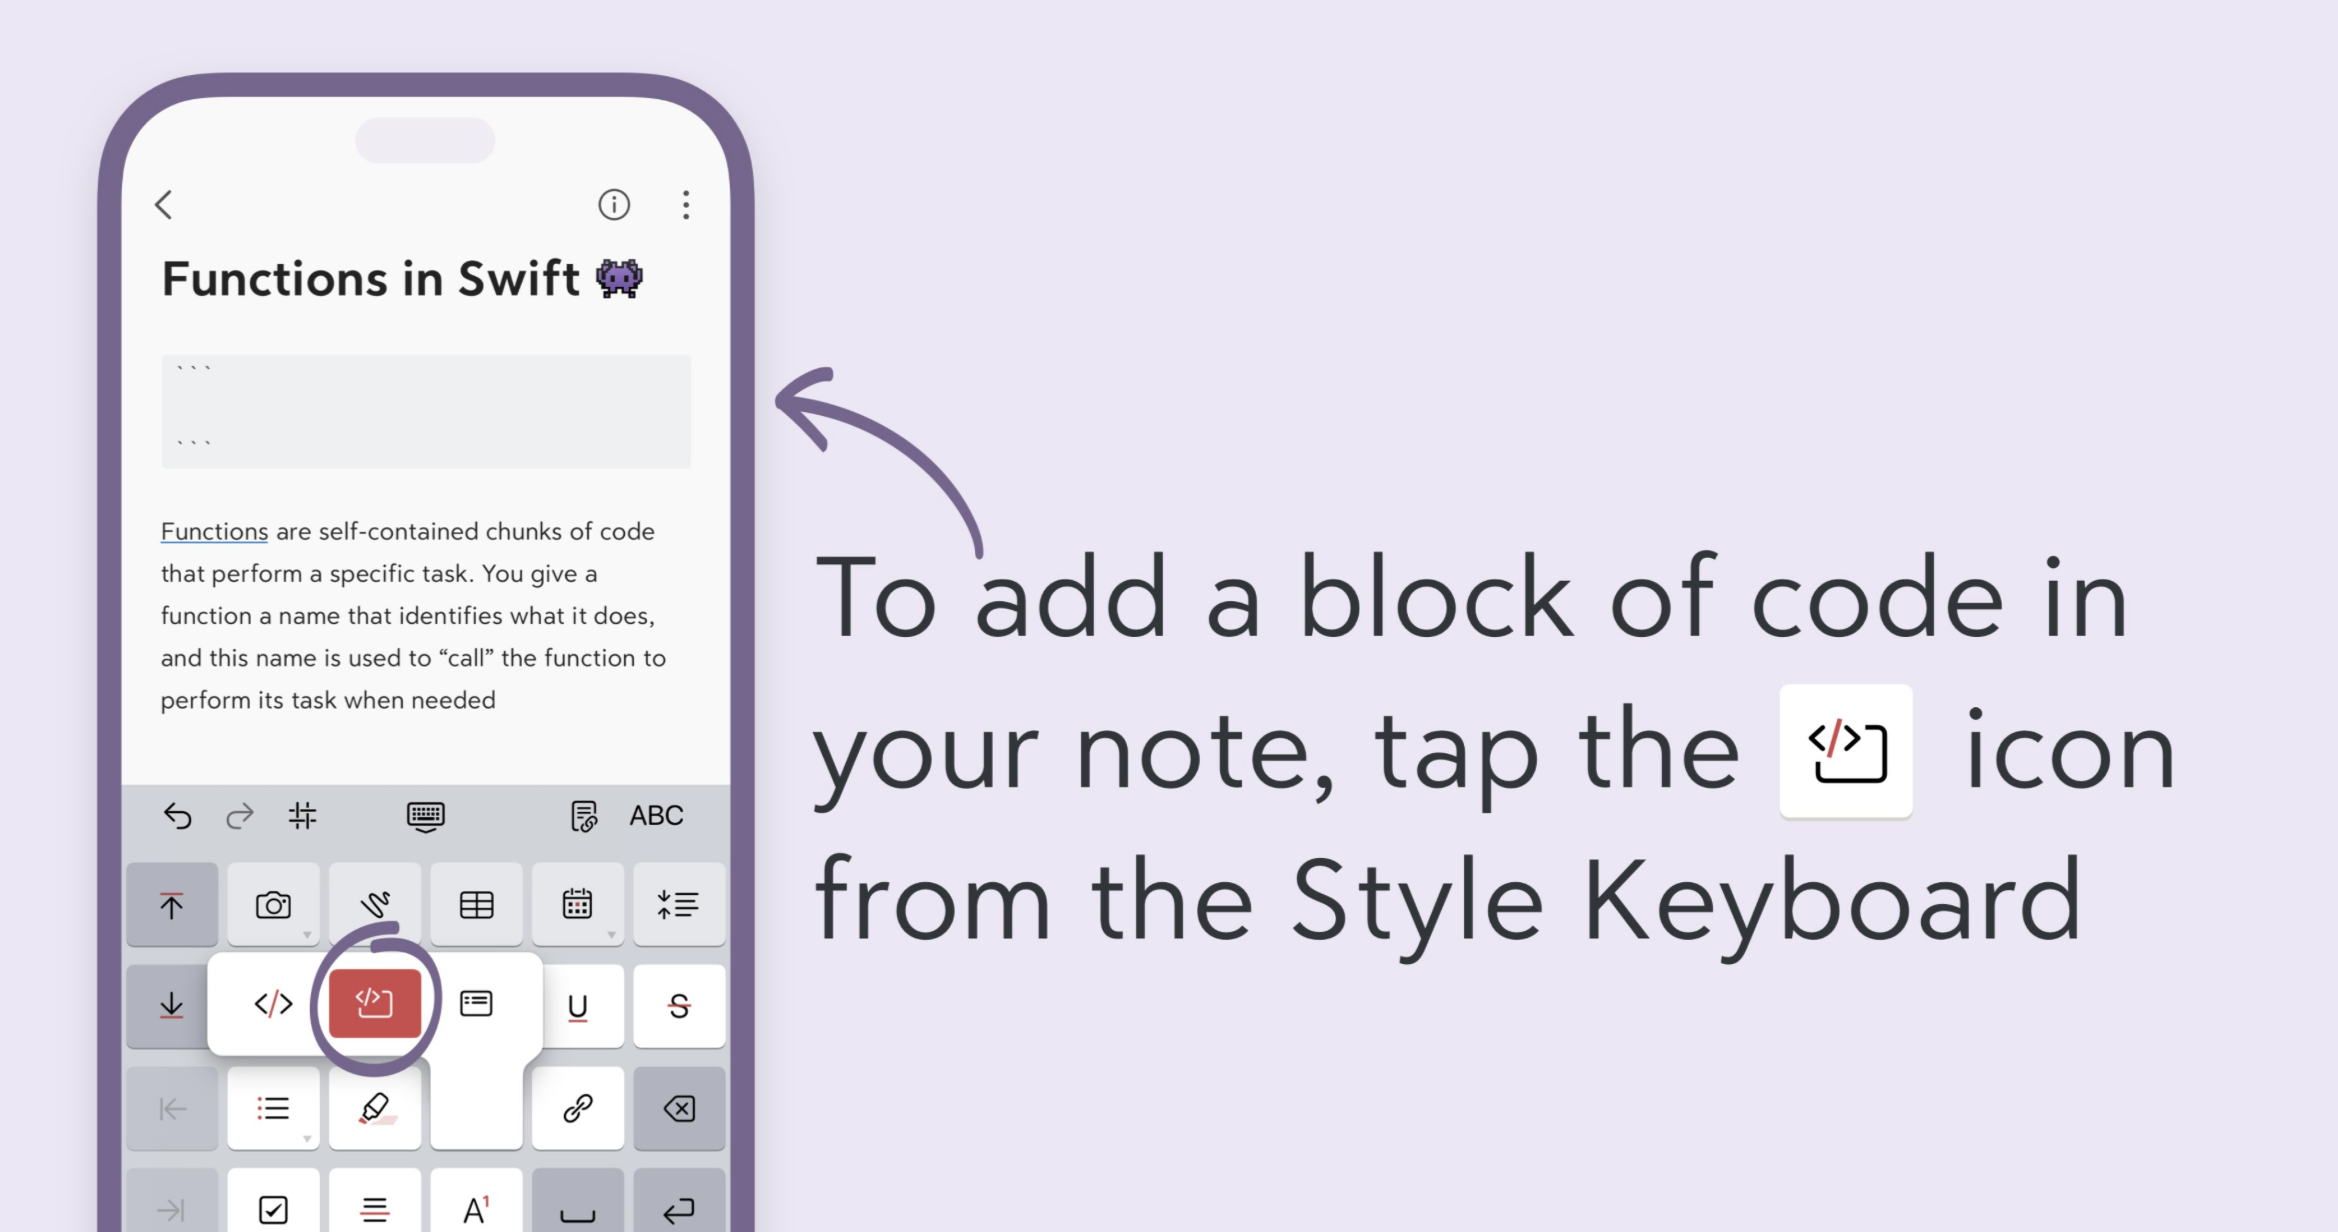 Functions in Swift 👾
```
```
Functions are self-contained chunks of code
that perform a specific task. You give a
function a name that identifies what it does,
and this name is used to “call” the function to
perform its task when needed
ABC
</>
</>
U
S
A¹
To add a block of code in
your note, tap the </> icon
from the Style Keyboard